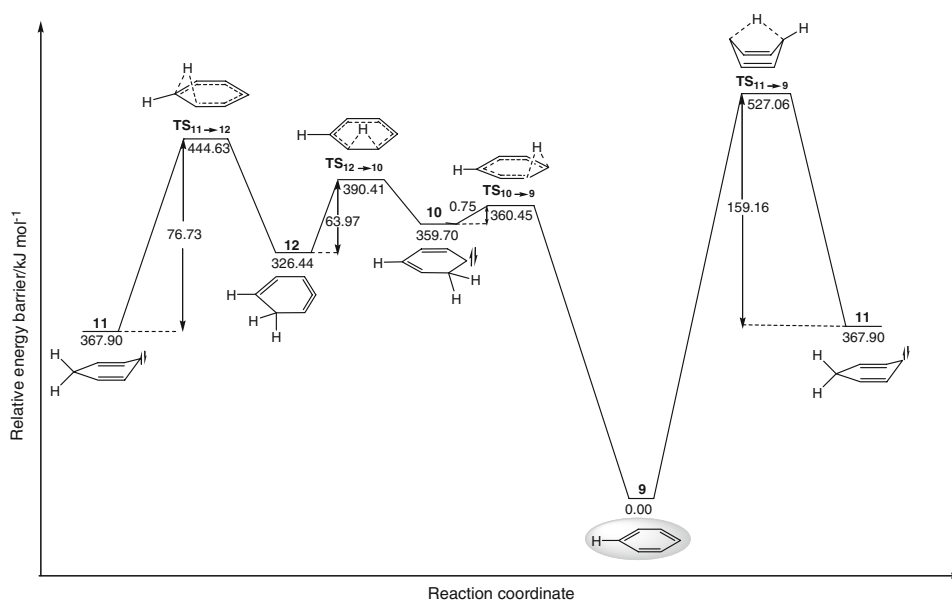 Relative energy barrier/kJ mol⁻¹
H
H
TS₁₁→₁₂
444.63
76.73
11
367.90
H
H
12
326.44
H
H
H
H
H
TS₁₂→₁₀
390.41
63.97
10
359.70
H
H
H
H
H
TS₁₀→₉
0.75
360.45
9
0.00
H
H
H
TS₁₁→₉
527.06
159.16
11
367.90
H
H
Reaction coordinate